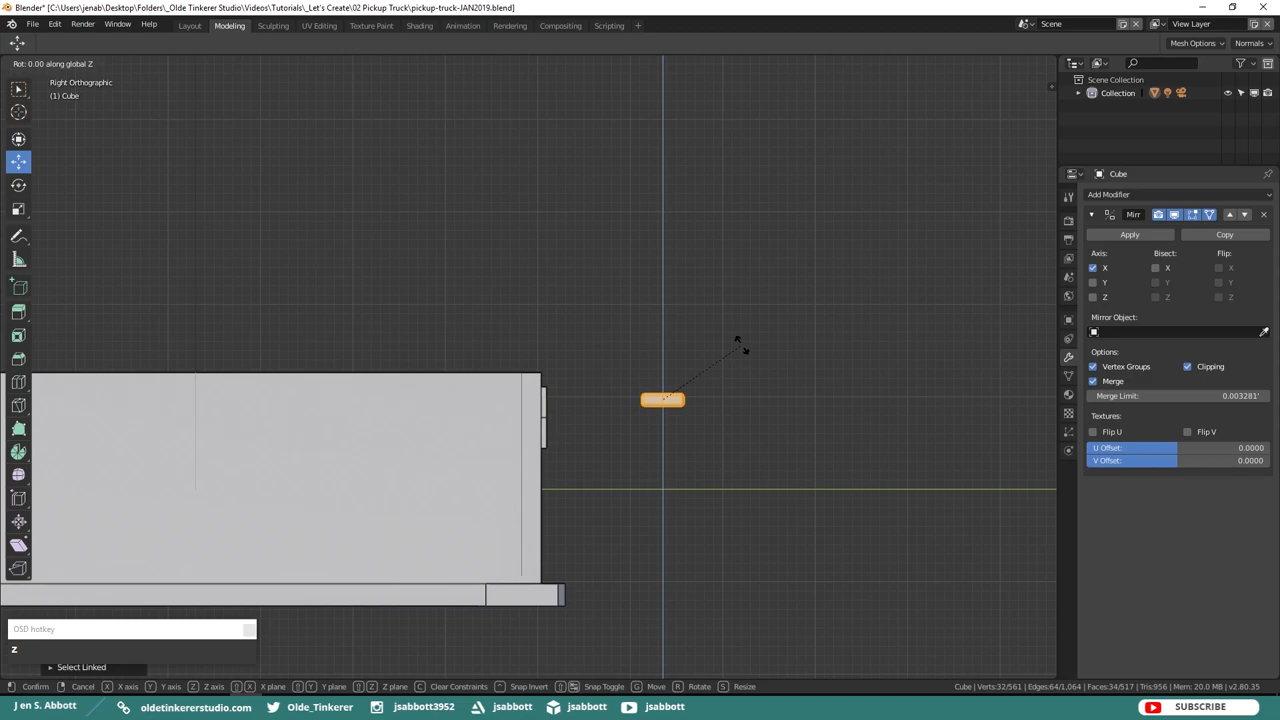 Blender* [C:\Users\jenab\Desktop\Folders\_Olde Tinkerer Studio\Videos\Tutorials\_Let's Create\02 Pickup Truck\pickup-truck-JAN2019.blend]
File Edit Render Window Help Layout Modeling Sculpting UV Editing Texture Paint Shading Animation Rendering Compositing Scripting + Scene View Layer
Mesh Options Normals
Rot: 0.00 along global Z
Right Orthographic
(1) Cube
Scene Collection
Collection
Cube
Add Modifier
Mirr
Apply Copy
Axis: Bisect: Flip:
X X X
Y Y Y
Z Z Z
Mirror Object:
Options:
Vertex Groups Clipping
Merge
Merge Limit: 0.003281'
Textures:
Flip U Flip V
U Offset: 0.0000
V Offset: 0.0000
OSD hotkey
Z
Select Linked
Confirm Cancel X X axis Y Y axis Z Z axis X X plane Y Y plane Z Z plane C Clear Constraints ^ Snap Invert Snap Toggle G Move R Rotate S Resize Cube | Verts:32/561 | Edges:64/1,064 | Faces:34/517 | Tris:956 | Mem: 20.0 MB | v2.80.35
J en S. Abbott oldetinkererstudio.com Olde_Tinkerer jsabbott3952 jsabbott jsabbott jsabbott SUBSCRIBE